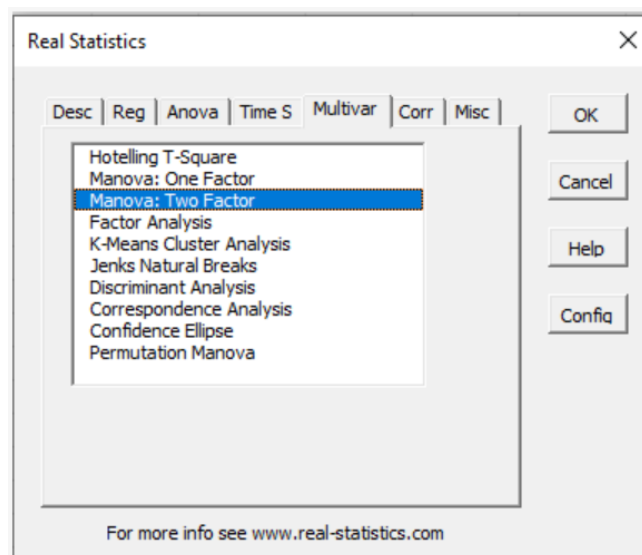 Real Statistics
Desc Reg Anova Time S Multivar Corr Misc
OK
Hotelling T-Square
Manova: One Factor
Manova: Two Factor
Factor Analysis
K-Means Cluster Analysis
Jenks Natural Breaks
Discriminant Analysis
Correspondence Analysis
Confidence Ellipse
Permutation Manova
Cancel
Help
Config
For more info see www.real-statistics.com